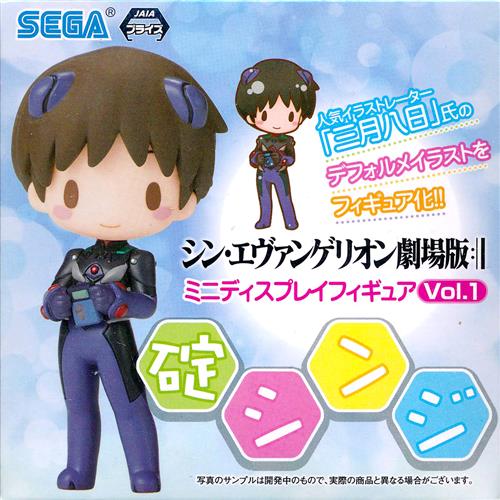 SEGA®
JAIA
プライズ
人気イラストレーター
「三月八日」氏の
デフォルメイラストを
フィギュア化!!
シン・エヴァンゲリオン劇場版:||
ミニディスプレイフィギュア Vol.1
碇シンジ
写真のサンプルは開発中のもので、実際の商品と異なる場合がございます。